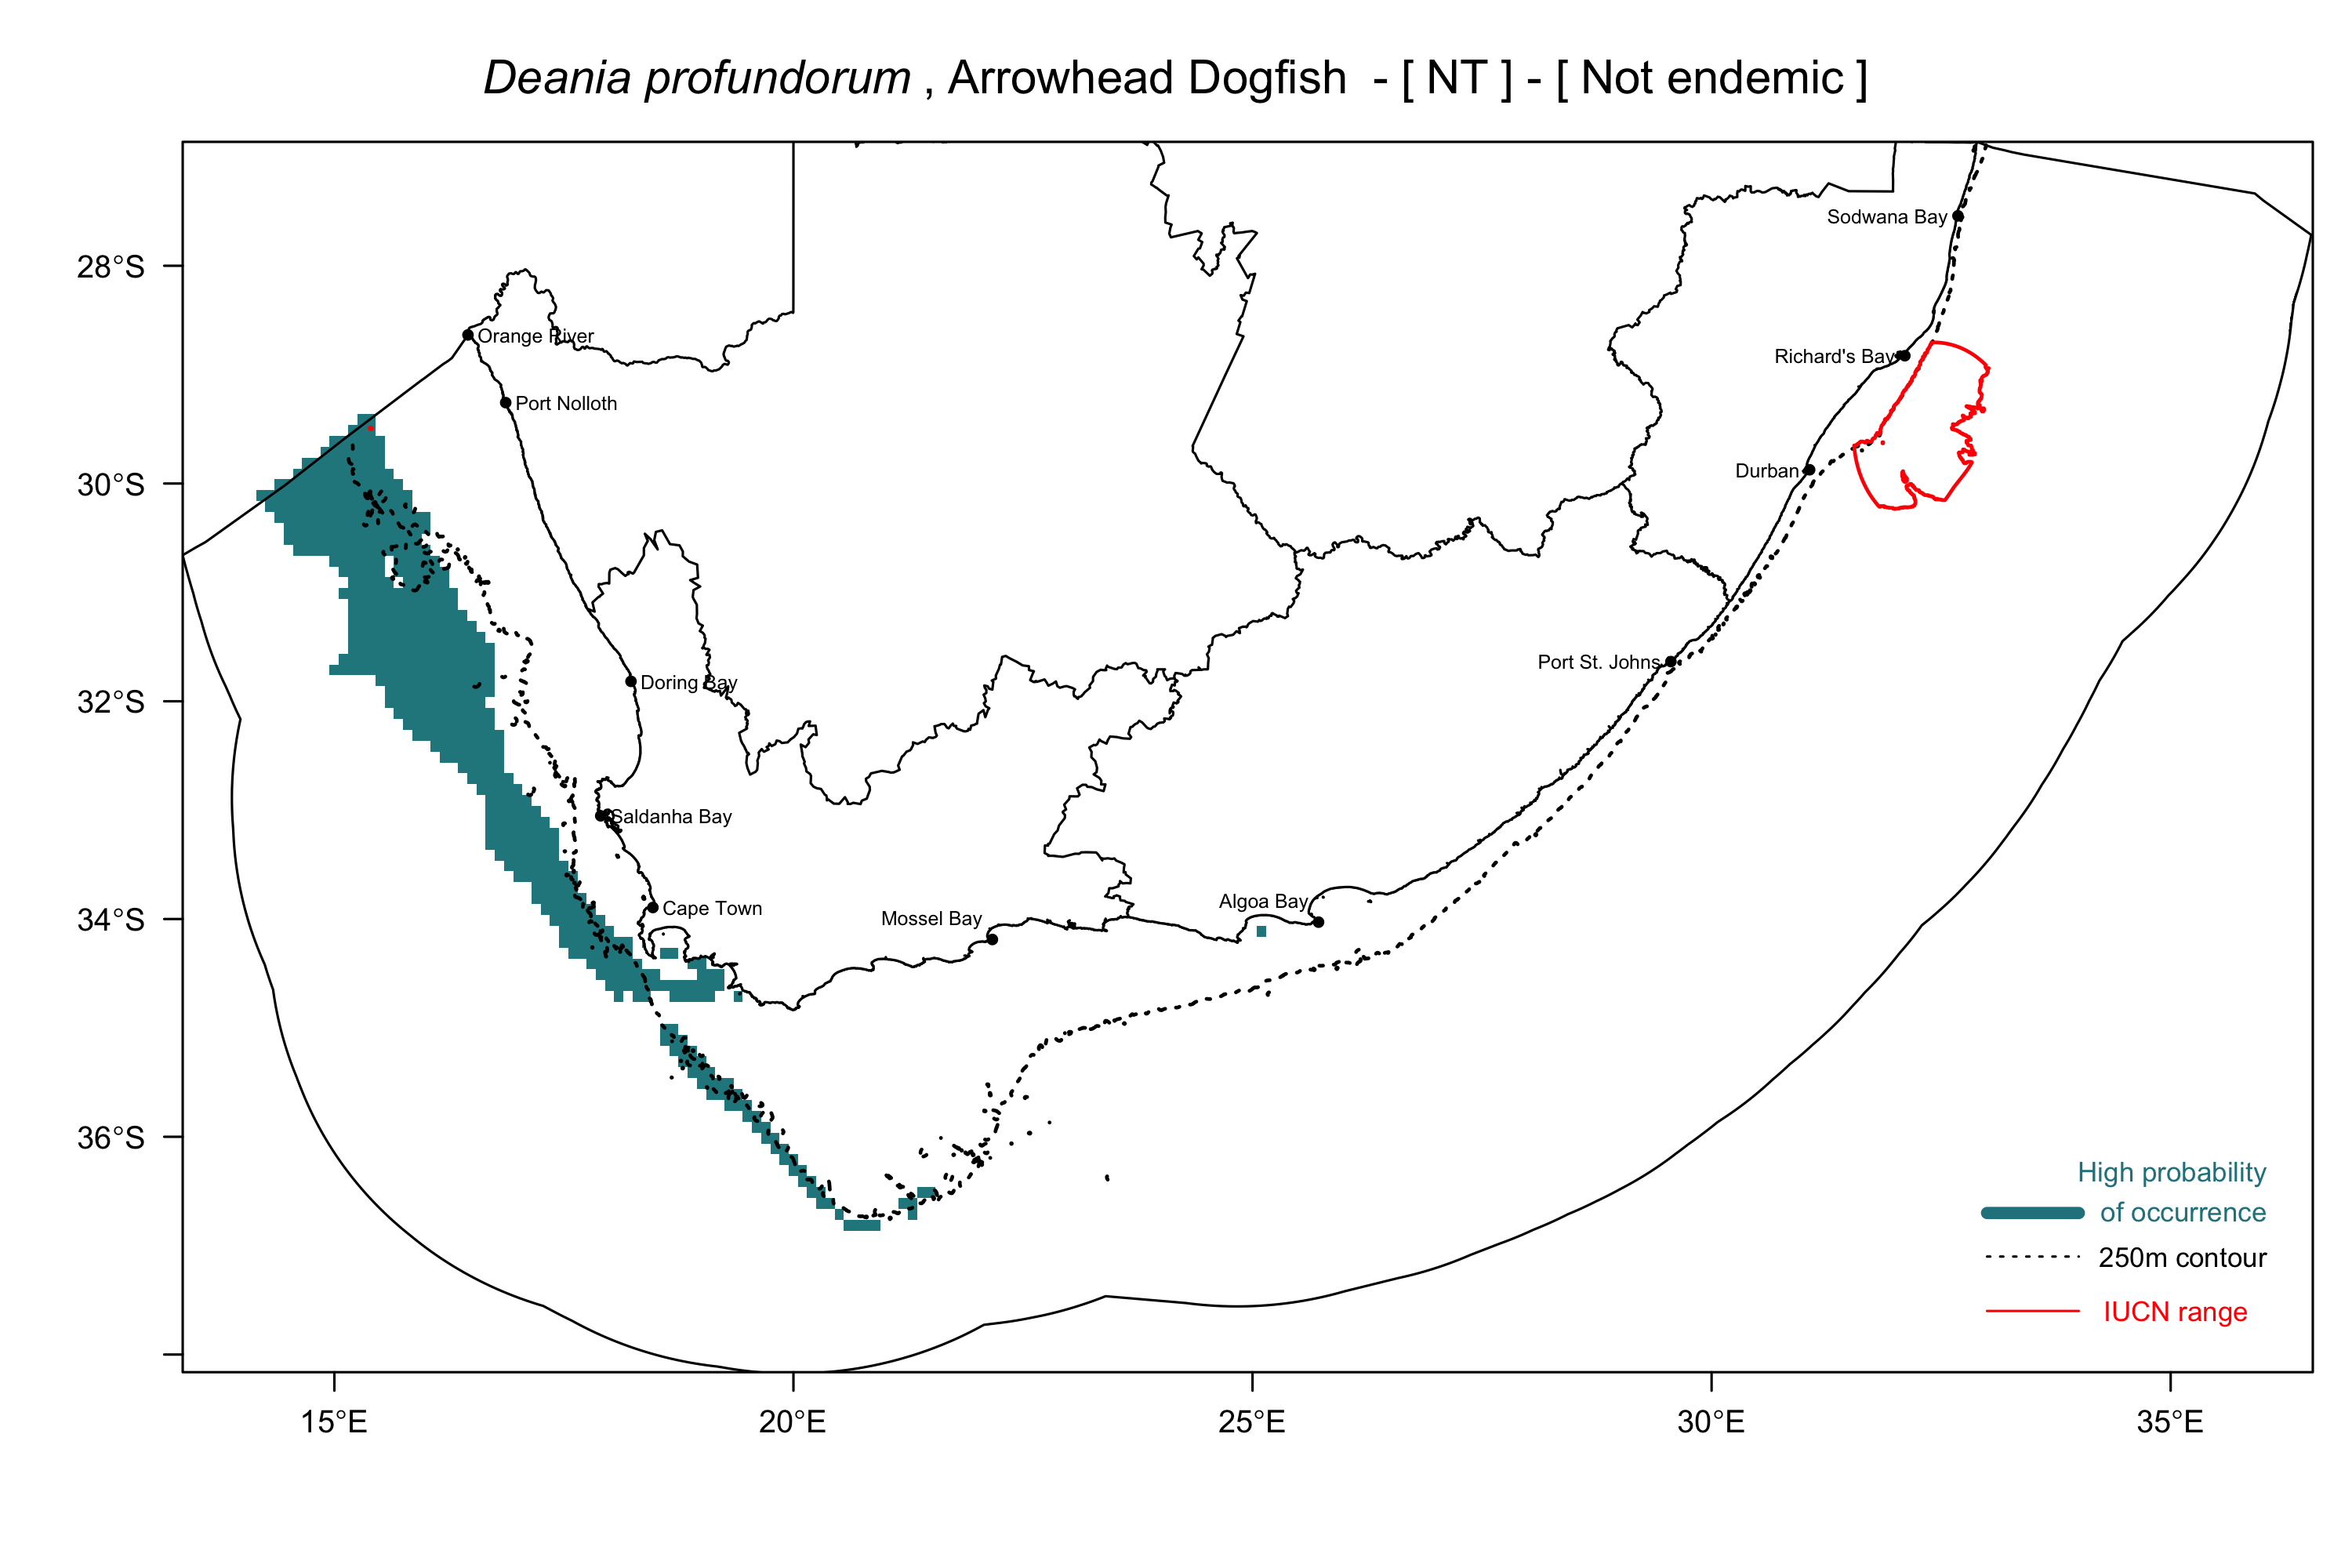 Deania profundorum , Arrowhead Dogfish - [ NT ] - [ Not endemic ]
Sodwana Bay
28°S
Orange River
Richard's Bay
Port Nolloth
Durban
30°S
Port St. Johns
Doring Bay
32°S
Saldanha Bay
Algoa Bay
Cape Town
Mossel Bay
34°S
36°S
High probability
of occurrence
250m contour
IUCN range
15°E
20°E
25°E
30°E
35°E